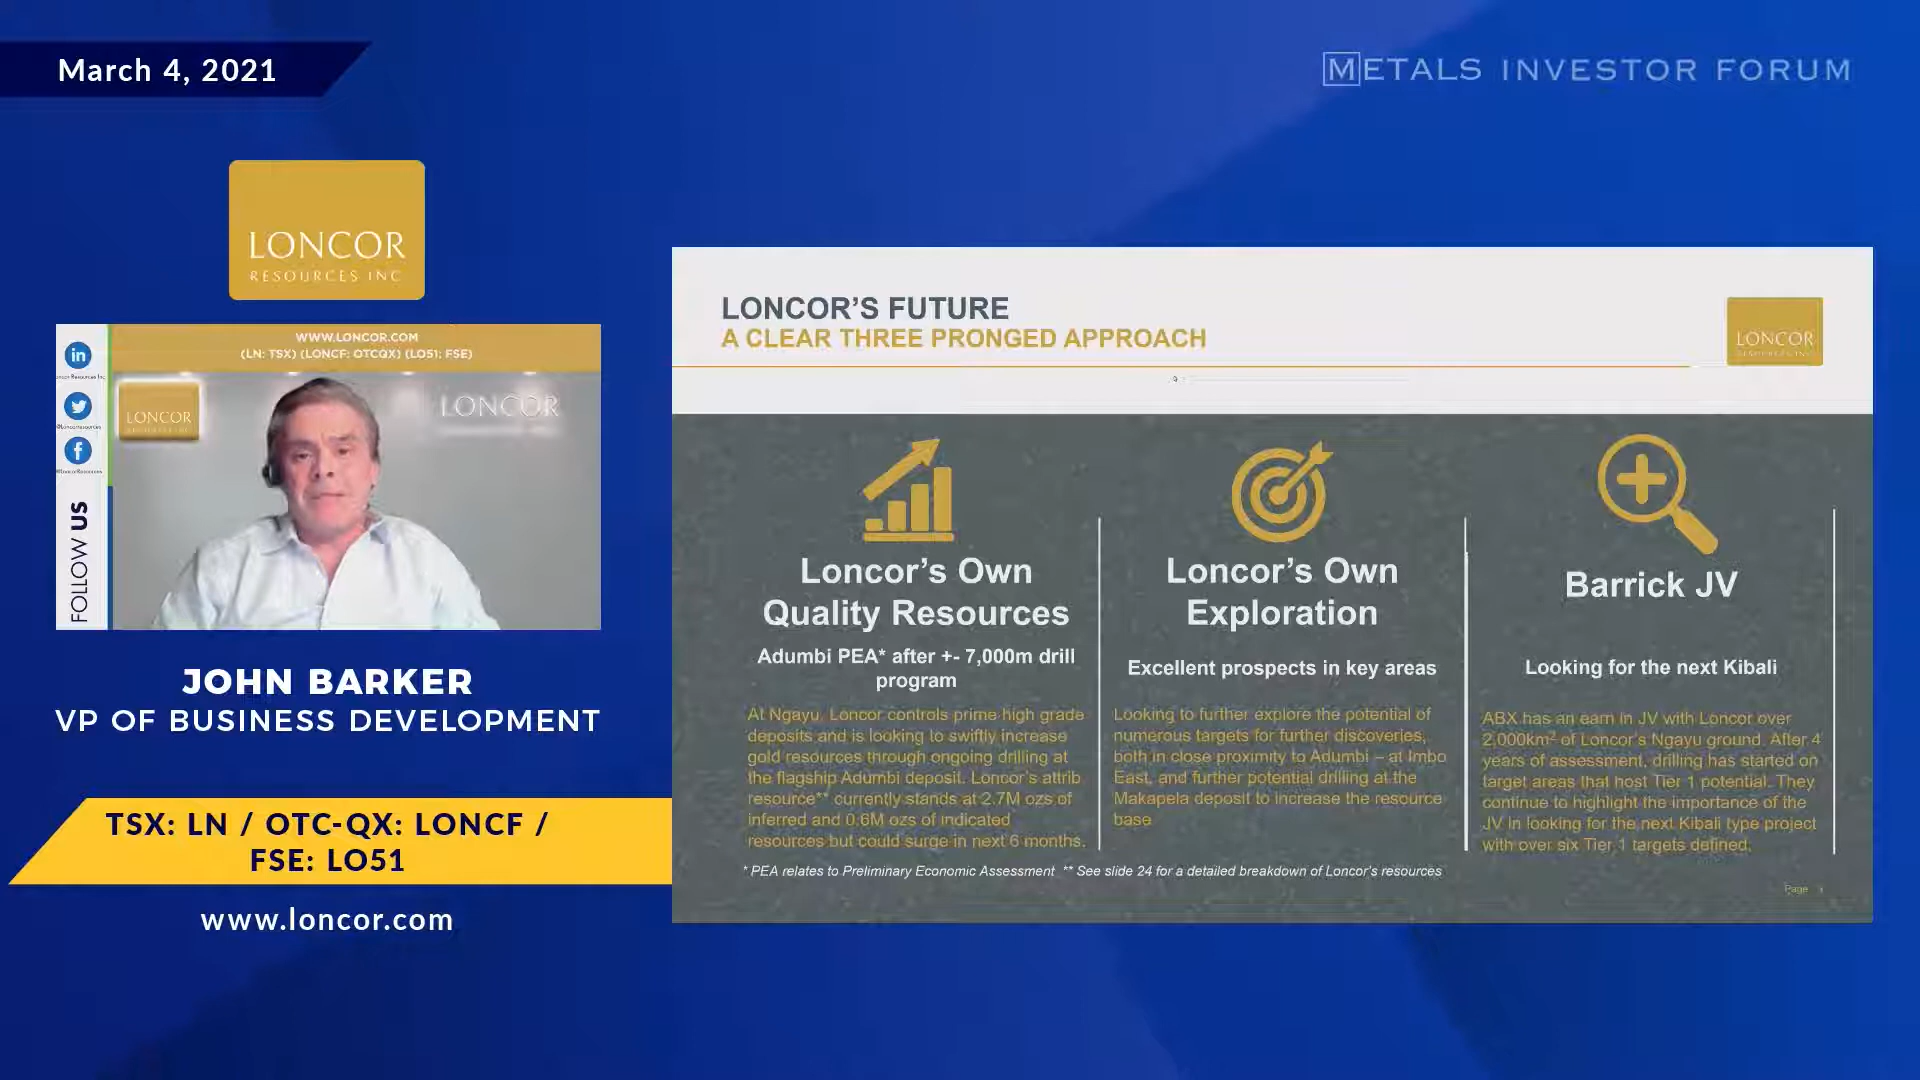 March 4, 2021
METALS INVESTOR FORUM
LONCOR
RESOURCES INC
WWW.LONCOR.COM
(LN: TSX) (LONCF: OTCQX) (LO51: FSE)
in
LONCOR
LONCOR
f
FOLLOW US
JOHN BARKER
VP OF BUSINESS DEVELOPMENT
TSX: LN / OTC-QX: LONCF /
FSE: LO51
www.loncor.com
LONCOR'S FUTURE
A CLEAR THREE PRONGED APPROACH
LONCOR
RESOURCES INC
Loncor's Own
Quality Resources
Adumbi PEA* after +- 7,000m drill
program
At Ngayu, Loncor controls prime high grade
deposits and is looking to swiftly increase
gold resources through ongoing drilling at
the flagship Adumbi deposit. Loncor's attrib
resource** currently stands at 2.7M ozs of
inferred and 0.6M ozs of indicated
resources but could surge in next 6 months.
Loncor's Own
Exploration
Excellent prospects in key areas
Looking to further explore the potential of
numerous targets for further discoveries,
both in close proximity to Adumbi – at Imbo
East, and further potential drilling at the
Makapela deposit to increase the resource
base
Barrick JV
Looking for the next Kibali
ABX has an earn in JV with Loncor over
2,000km² of Loncor's Ngayu ground. After 4
years of assessment, drilling has started on
target areas that host Tier 1 potential. They
continue to highlight the importance of the
JV in looking for the next Kibali type project
with over six Tier 1 targets defined.
* PEA relates to Preliminary Economic Assessment ** See slide 24 for a detailed breakdown of Loncor's resources
Page